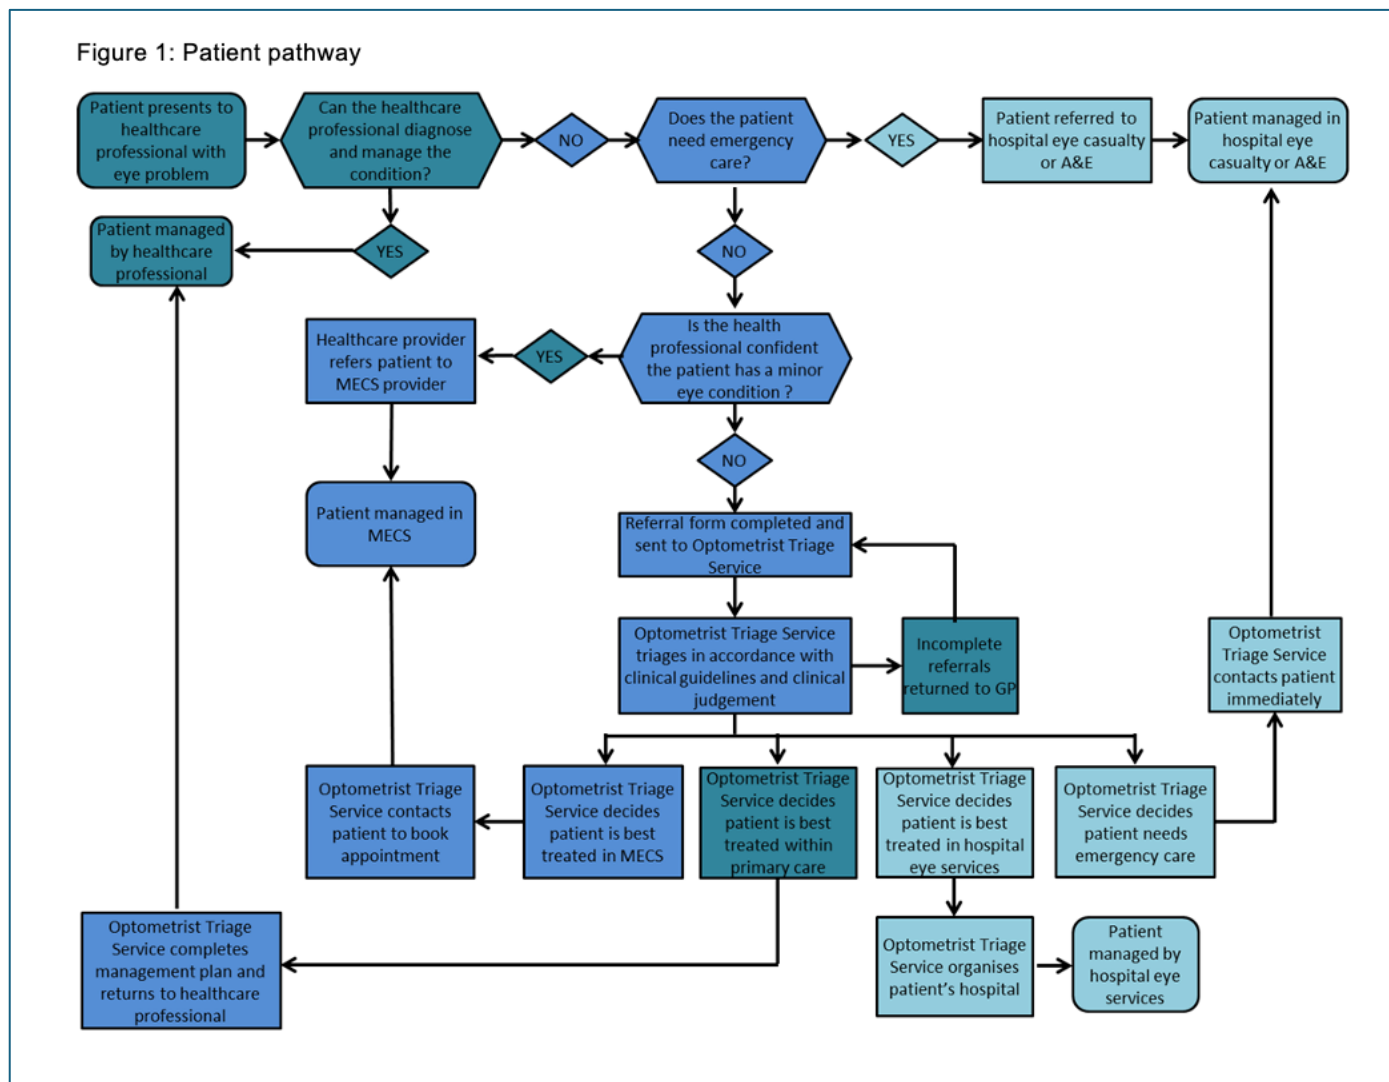 Figure 1: Patient pathway
Patient presents to
healthcare
professional with
eye problem
Can the healthcare
professional diagnose
and manage the
condition?
NO
Does the patient
need emergency
care?
YES
Patient referred to
hospital eye casualty
or A&E
Patient managed in
hospital eye
casualty or A&E
Patient managed
by healthcare
professional
YES
NO
Healthcare provider
refers patient to
MECS provider
YES
Is the health
professional confident
the patient has a minor
eye condition ?
NO
Patient managed in
MECS
Referral form completed and
sent to Optometrist Triage
Service
Optometrist Triage Service
triages in accordance with
clinical guidelines and clinical
judgement
Incomplete
referrals
returned to GP
Optometrist
Triage Service
contacts patient
immediately
Optometrist Triage
Service contacts
patient to book
appointment
Optometrist Triage
Service decides
patient is best
treated in MECS
Optometrist Triage
Service decides
patient is best
treated within
primary care
Optometrist Triage
Service decides
patient is best
treated in hospital
eye services
Optometrist Triage
Service decides
patient needs
emergency care
Optometrist Triage
Service completes
management plan and
returns to healthcare
professional
Optometrist Triage
Service organises
patient's hospital
Patient
managed by
hospital eye
services